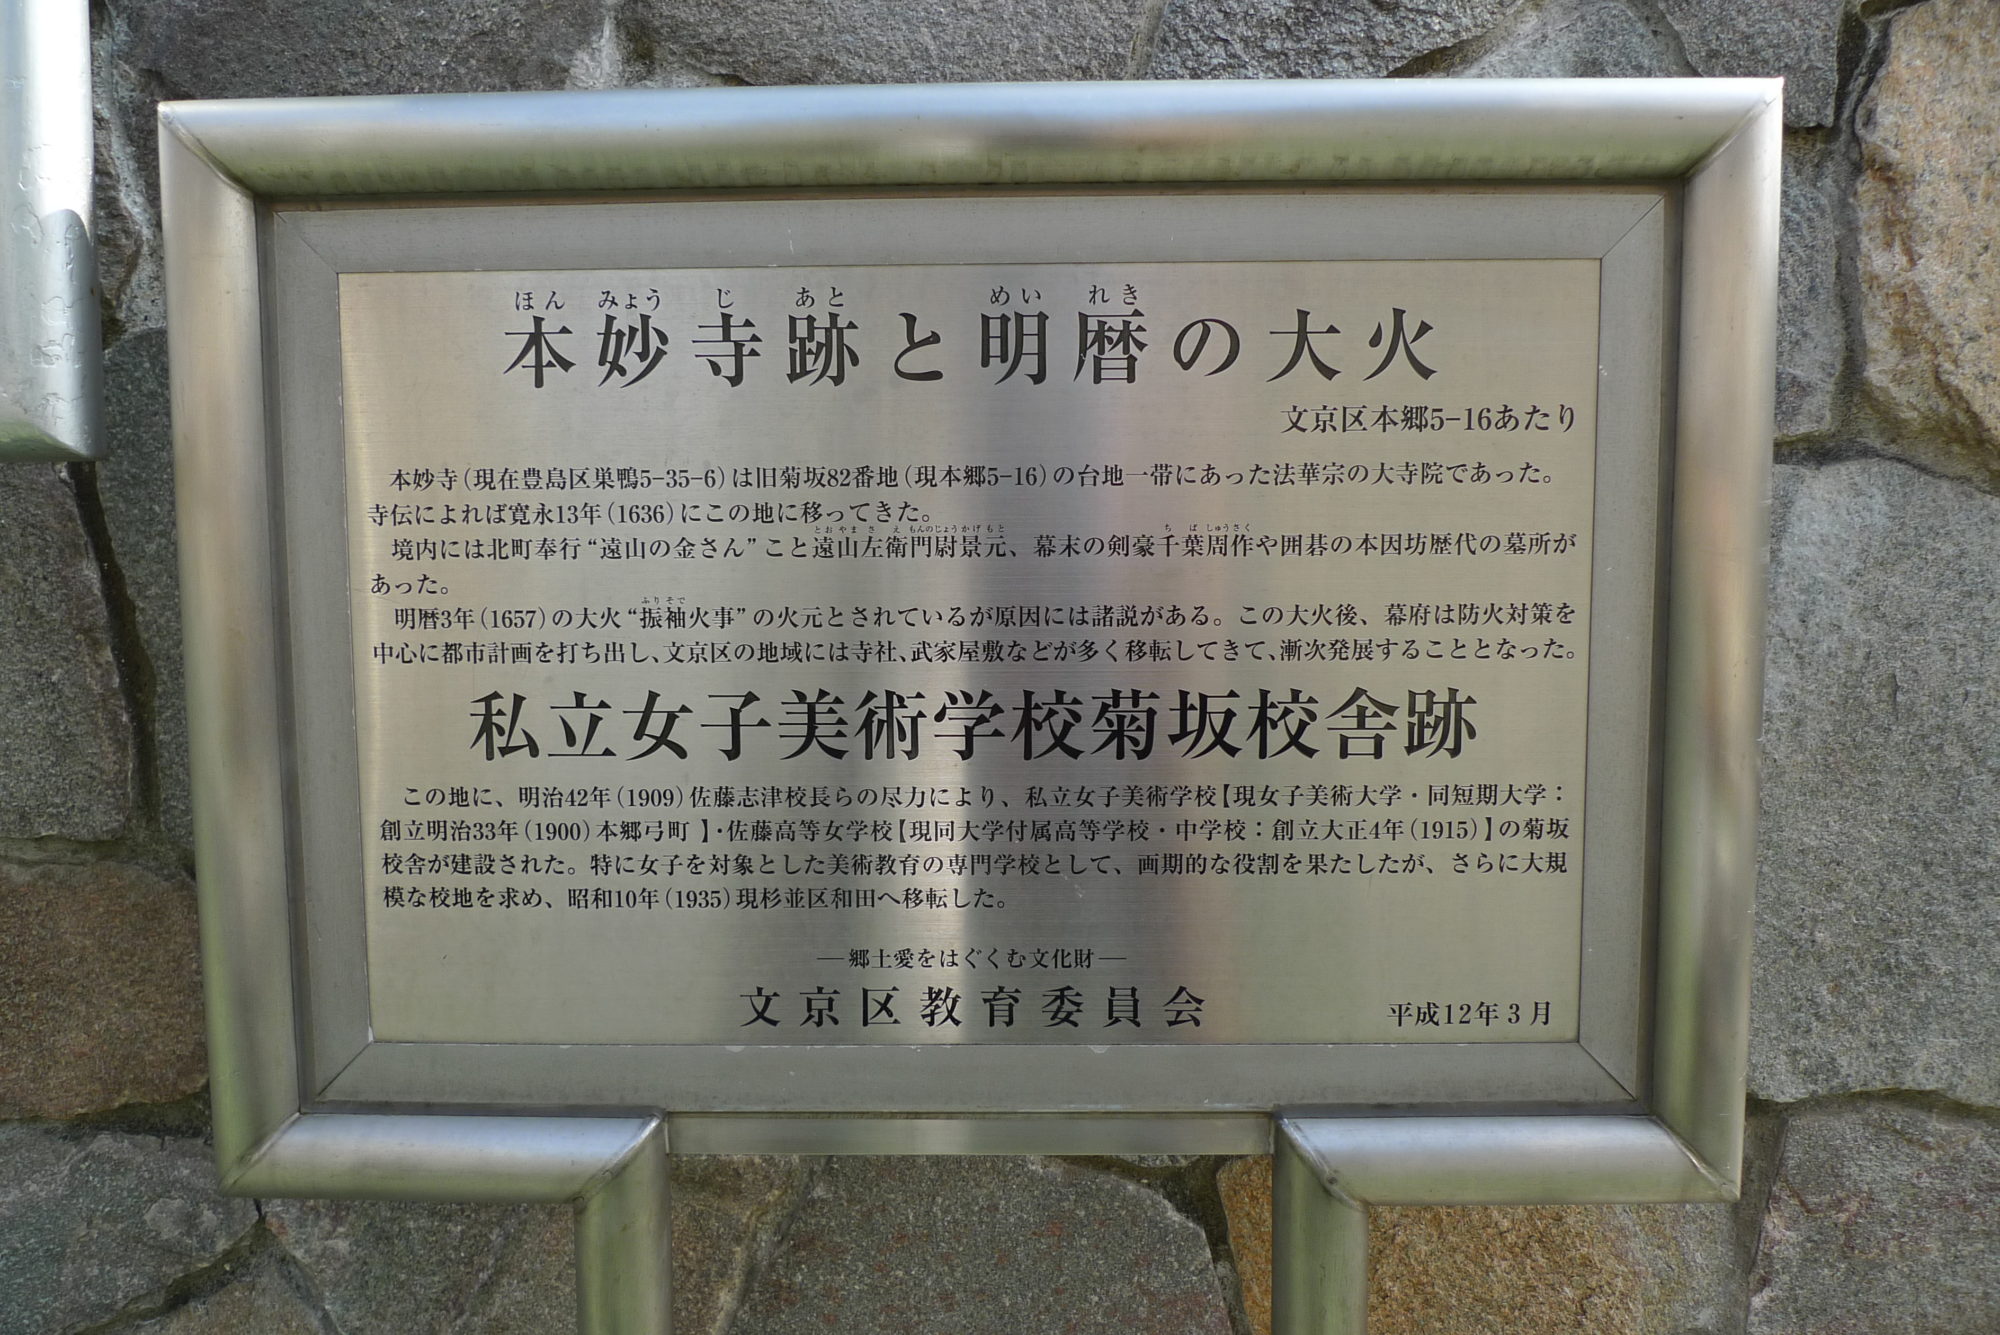 ほん みょう じ あと めい れき
本妙寺跡と明暦の大火
文京区本郷5-16あたり
本妙寺(現在豊島区巣鴨5-35-6)は旧菊坂82番地(現本郷5-16)の台地一帯にあった法華宗の大寺院であった。
寺伝によれば寛永13年(1636)にこの地に移ってきた。
とおやま さ え もんのじょうかげもと ち ば しゅうさく
境内には北町奉行“遠山の金さん”こと遠山左衛門尉景元、幕末の剣豪千葉周作や囲碁の本因坊歴代の墓所が
あった。
ふりそで
明暦3年(1657)の大火“振袖火事”の火元とされているが原因には諸説がある。この大火後、幕府は防火対策を
中心に都市計画を打ち出し、文京区の地域には寺社、武家屋敷などが多く移転してきて、漸次発展することとなった。
私立女子美術学校菊坂校舎跡
この地に、明治42年(1909)佐藤志津校長らの尽力により、私立女子美術学校【現女子美術大学・同短期大学：
創立明治33年(1900)本郷弓町 】・佐藤高等女学校【現同大学付属高等学校・中学校：創立大正4年(1915)】の菊坂
校舎が建設された。特に女子を対象とした美術教育の専門学校として、画期的な役割を果たしたが、さらに大規
模な校地を求め、昭和10年(1935)現杉並区和田へ移転した。
―郷土愛をはぐくむ文化財―
文京区教育委員会
平成12年3月